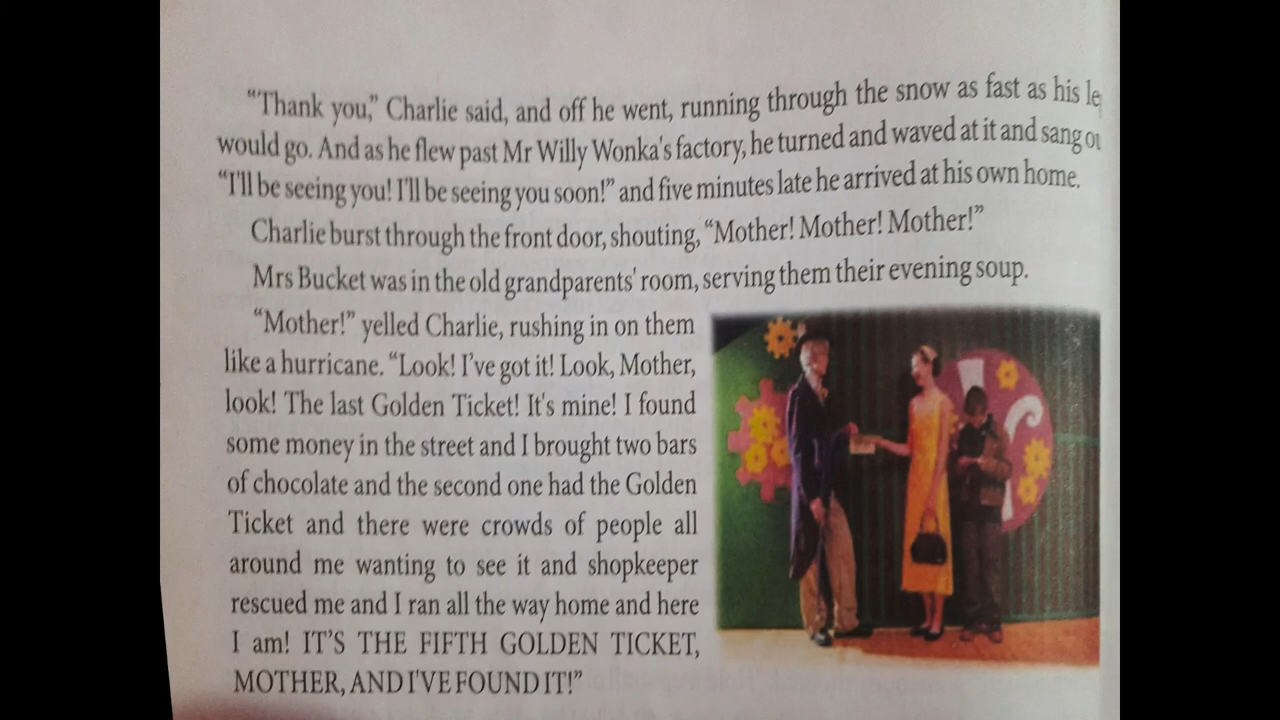 “Thank you,” Charlie said, and off he went, running through the snow as fast as his
would go. And as he flew past Mr Willy Wonka's factory, he turned and waved at it and sang
“I'll be seeing you! I'll be seeing you soon!” and five minutes late he arrived at his own home.
Charlie burst through the front door, shouting, “Mother! Mother! Mother!”
Mrs Bucket was in the old grandparents' room, serving them their evening soup.
“Mother!” yelled Charlie, rushing in on them
like a hurricane. “Look! I’ve got it! Look, Mother,
look! The last Golden Ticket! It's mine! I found
some money in the street and I brought two bars
of chocolate and the second one had the Golden
Ticket and there were crowds of people all
around me wanting to see it and shopkeeper
rescued me and I ran all the way home and here
I am! IT’S THE FIFTH GOLDEN TICKET,
MOTHER, AND I'VE FOUND IT!”